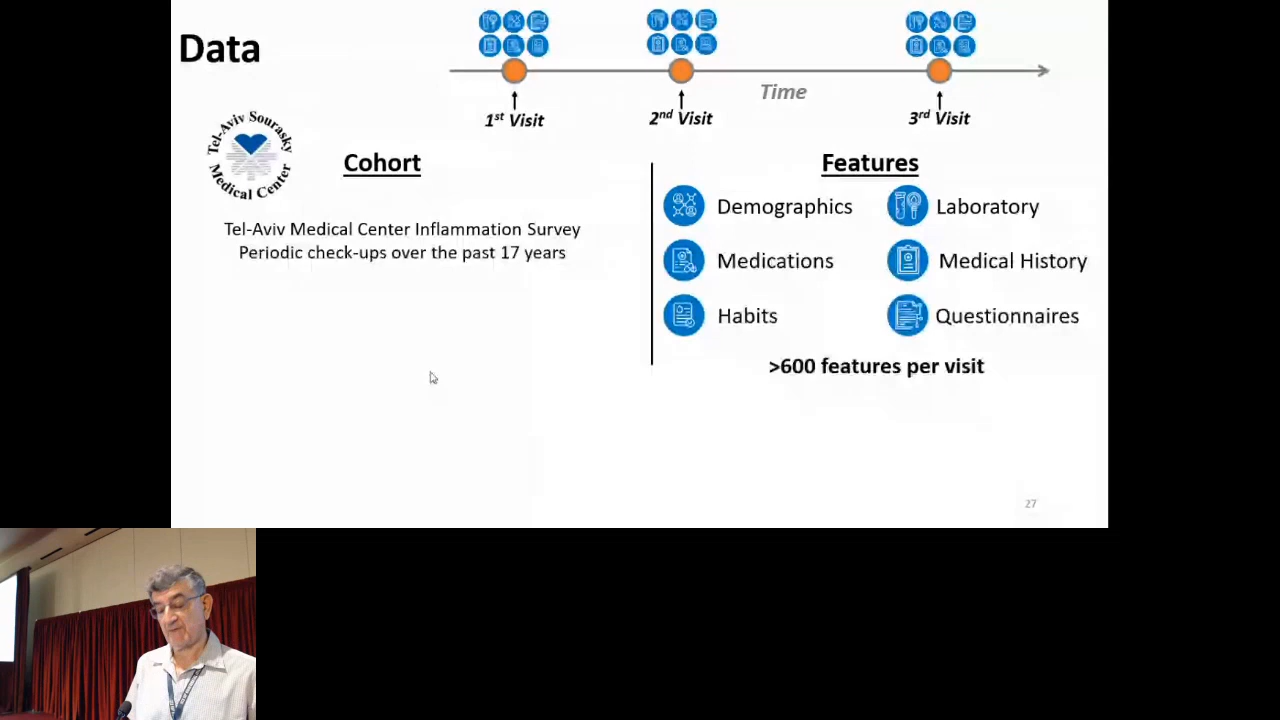 Data
1st Visit
2nd Visit
Time
3rd Visit
Tel-Aviv Sourasky
Medical Center
Cohort
Tel-Aviv Medical Center Inflammation Survey
Periodic check-ups over the past 17 years
Features
Demographics
Laboratory
Medications
Medical History
Habits
Questionnaires
>600 features per visit
27